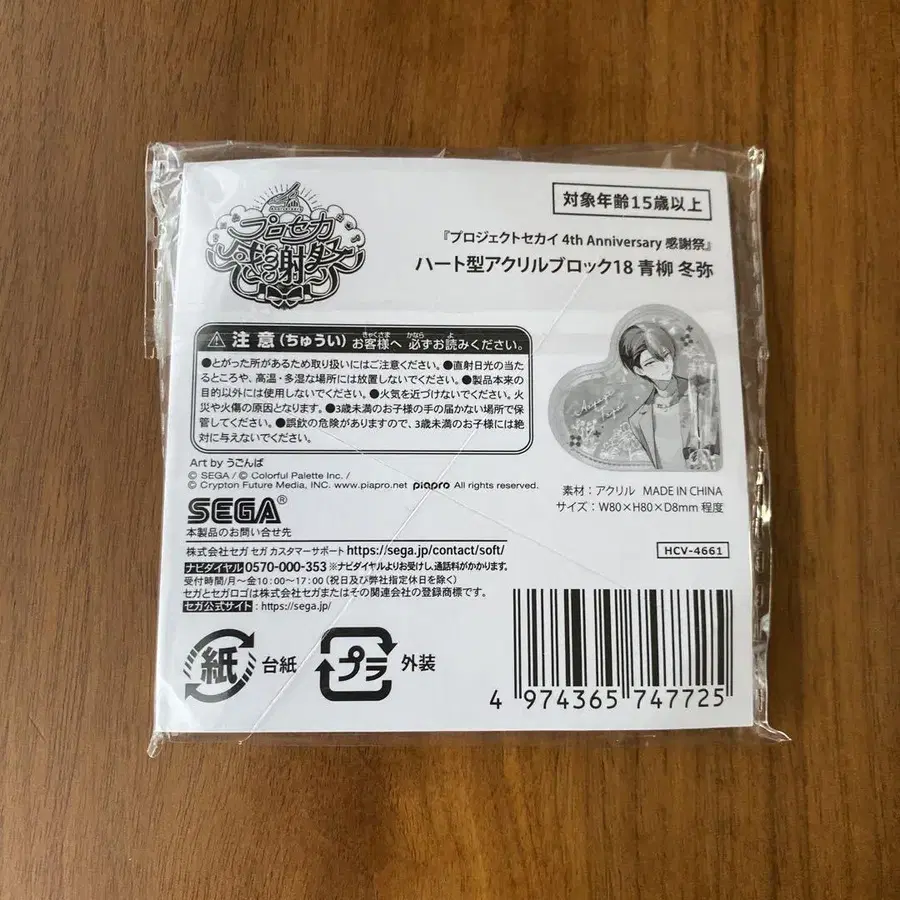 プロセカ
感謝祭
対象年齢15歳以上
『プロジェクトセカイ 4th Anniversary 感謝祭』
ハート型アクリルブロック18 青柳 冬弥
注意(ちゅうい) お客様へ 必ずお読みください。
きゃくさま かなら よ
●とがった所があるため取り扱いにはご注意ください。●直射日光の当た
るところや、高温・多湿な場所には放置しないでください。●製品本来の
目的以外には使用しないでください。●火気を近づけないでください。火
災や火傷の原因となります。●3歳未満のお子様の手の届かない場所で保
管してください。●誤飲の危険がありますので、3歳未満のお子様には絶
対に与えないでください。
Art by うごんば
© SEGA / © Colorful Palette Inc. /
© Crypton Future Media, INC. www.piapro.net piapro All rights reserved.
素材：アクリル MADE IN CHINA
サイズ：W80×H80×D8mm 程度
SEGA®
本製品のお問い合せ先
株式会社セガ セガ カスタマーサポート https://sega.jp/contact/soft/
ナビダイヤル 0570-000-353 ※ナビダイヤルよりお受けし、通話料がかかります。
受付時間/月～金10：00～17：00（祝日及び弊社指定休日を除く）
セガとセガロゴは株式会社セガまたはその関連会社の登録商標です。
セガ公式サイト：https://sega.jp/
HCV-4661
紙 台紙
プラ 外装
4 974365 747725